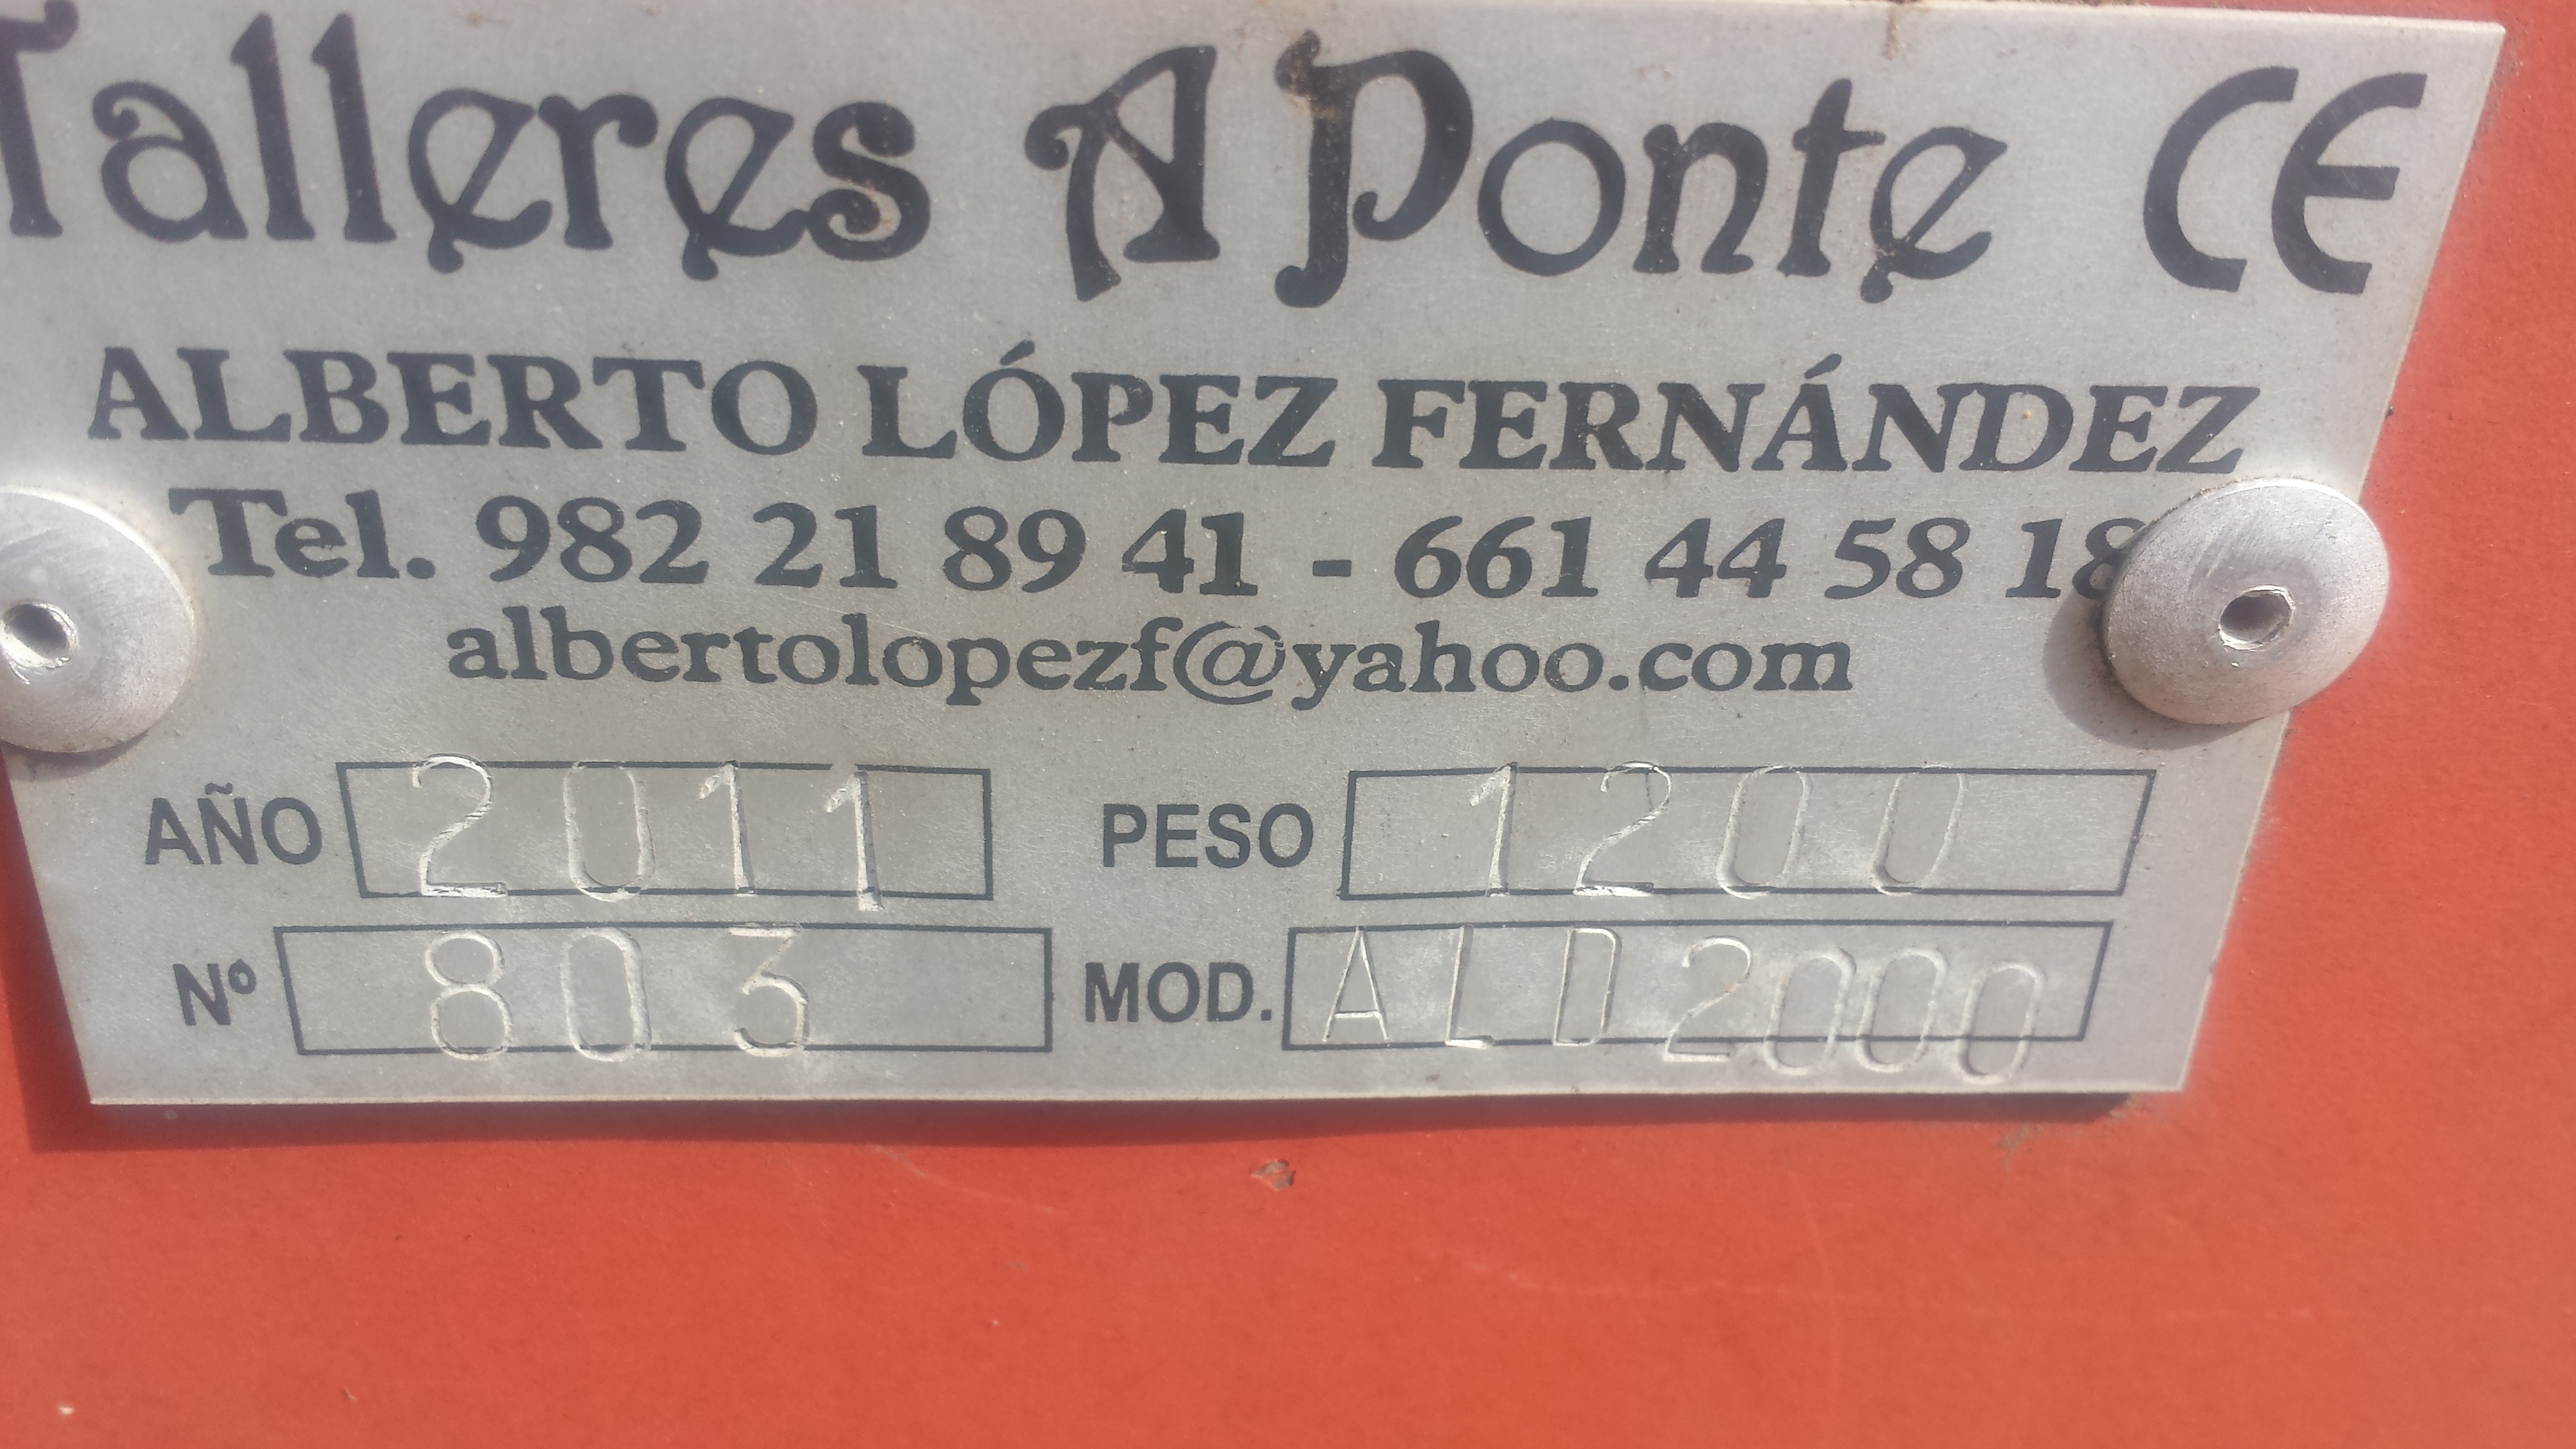 Talleres A Ponte CE
ALBERTO LÓPEZ FERNÁNDEZ
Tel. 982 21 89 41 - 661 44 58 18
albertolopezf@yahoo.com
AÑO 2011 PESO 1200
Nº 803 MOD. ALD2000